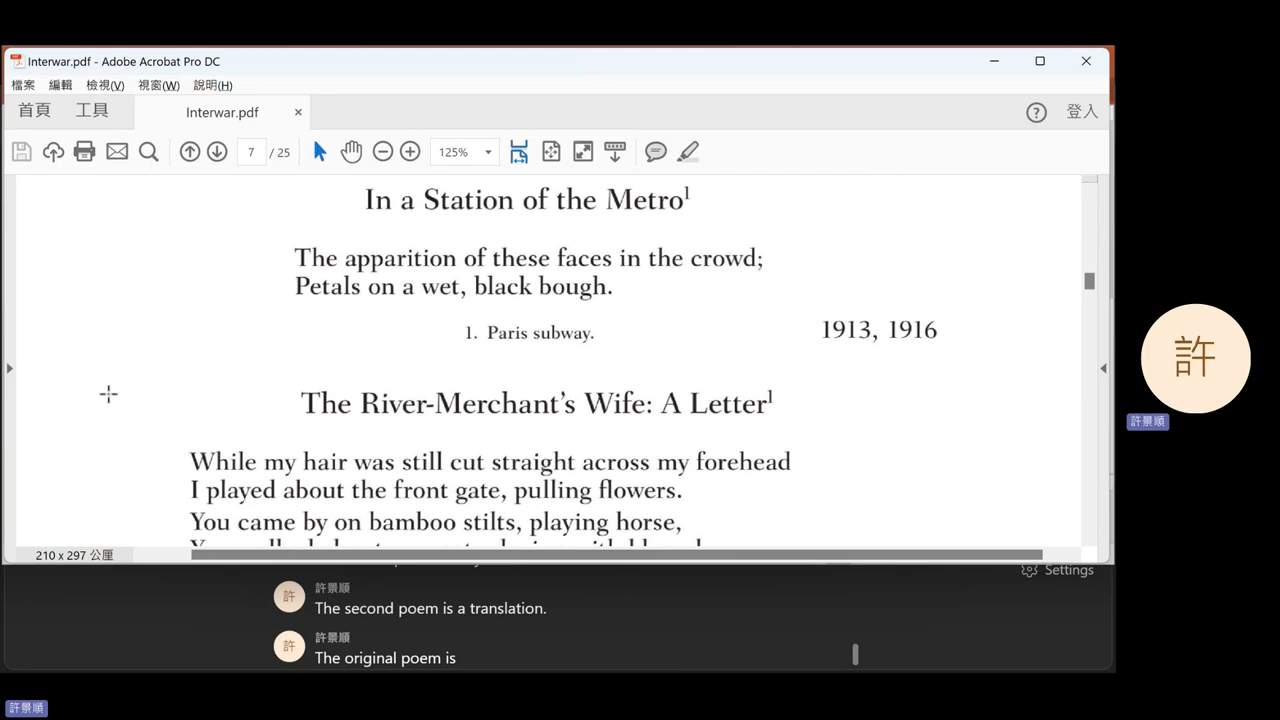 Interwar.pdf - Adobe Acrobat Pro DC
檔案 編輯 檢視(V) 視窗(W) 說明(H)
首頁 工具 Interwar.pdf × ? 登入
7 / 25 125%
In a Station of the Metro1
The apparition of these faces in the crowd;
Petals on a wet, black bough.
1. Paris subway. 1913, 1916
The River-Merchant's Wife: A Letter1
While my hair was still cut straight across my forehead
I played about the front gate, pulling flowers.
You came by on bamboo stilts, playing horse,
210 x 297 公厘
Settings
許 許景順
The second poem is a translation.
許 許景順
The original poem is
許
許景順
許景順